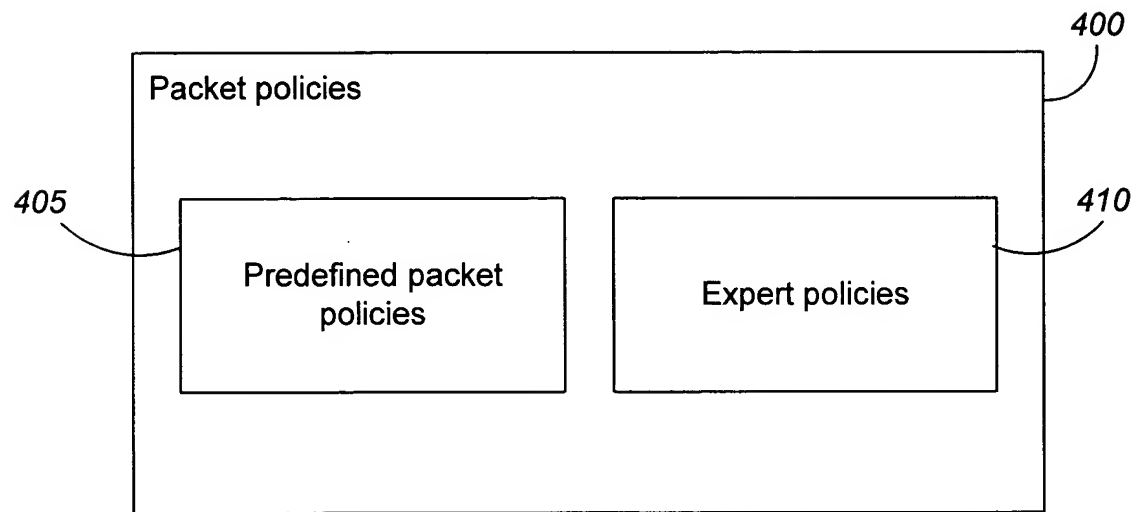 400
Packet policies
405
410
Predefined packet
policies
Expert policies